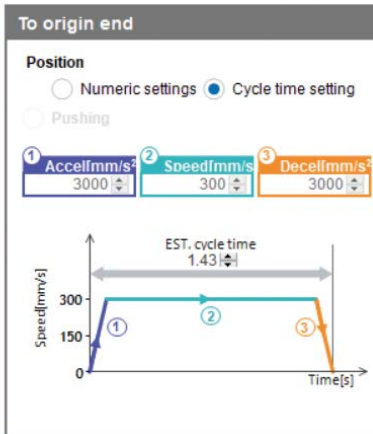 To origin end
Position
Numeric settings Cycle time setting
Pushing
1 Accel[mm/s² 2 Speed[mm/s 3 Decel[mm/s²
3000 300 3000
EST. cycle time
1.43
Speed[mm/s]
300
150
0
1
2
3
Time[s]